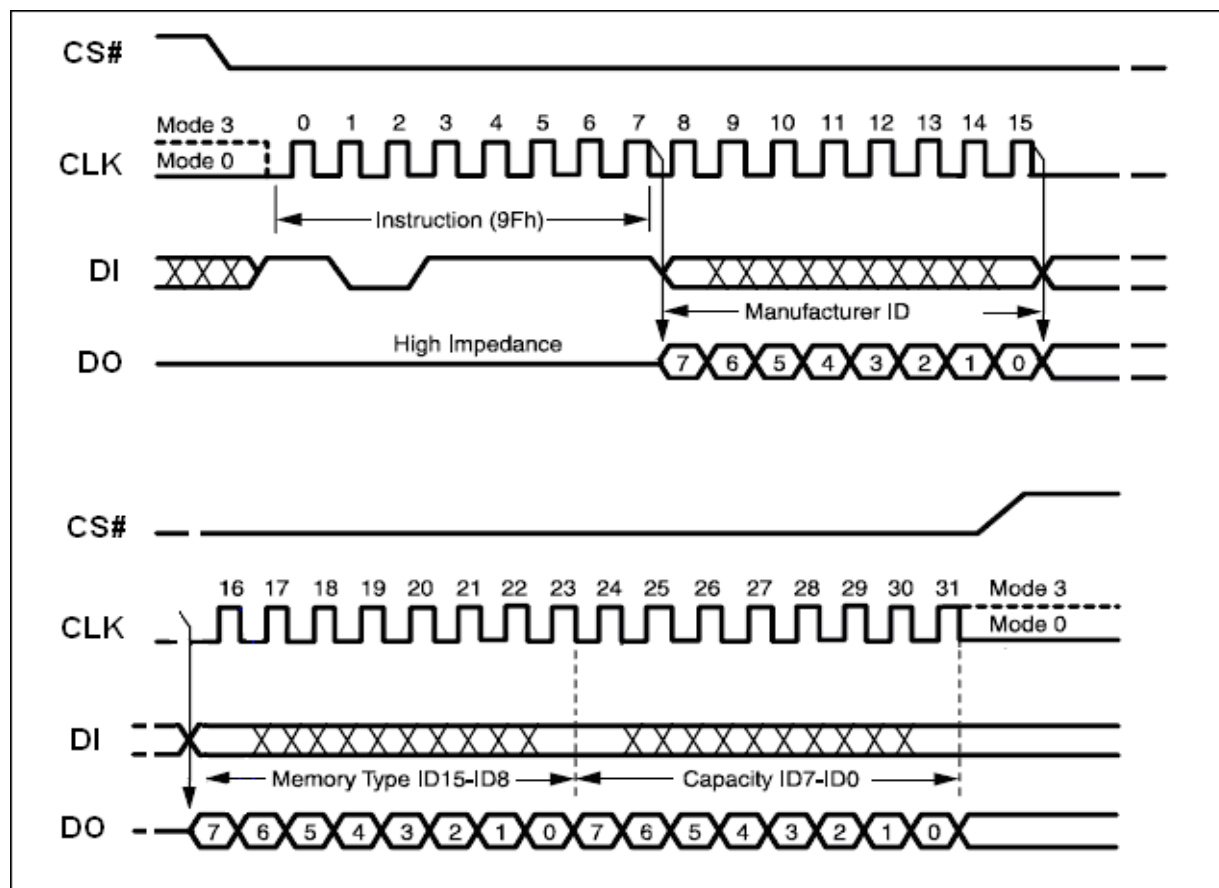 CS#
Mode 3 0 1 2 3 4 5 6 7 8 9 10 11 12 13 14 15
CLK Mode 0
Instruction (9Fh)
DI
Manufacturer ID
High Impedance
DO 7 6 5 4 3 2 1 0
CS#
16 17 18 19 20 21 22 23 24 25 26 27 28 29 30 31 Mode 3
CLK Mode 0
DI
Memory Type ID15-ID8 Capacity ID7-ID0
DO 7 6 5 4 3 2 1 0 7 6 5 4 3 2 1 0